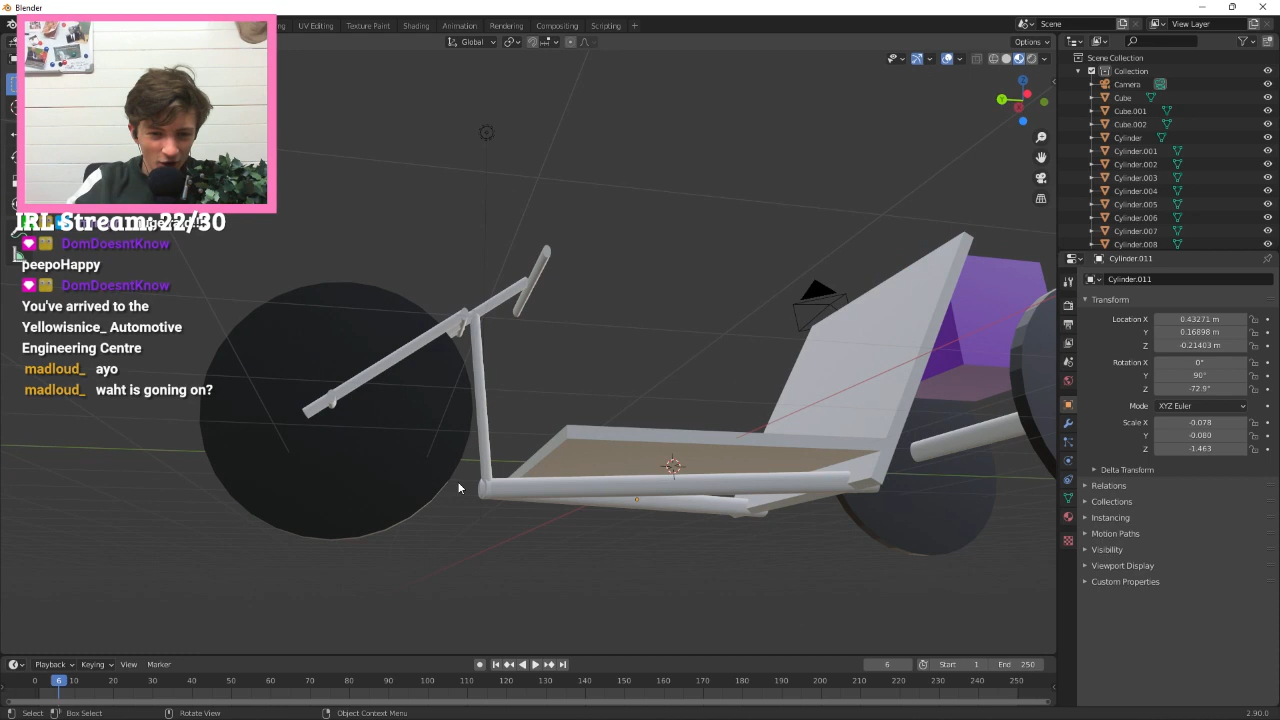 Blender
UV Editing
Texture Paint
Shading
Animation
Rendering
Compositing
Scripting
+
Scene
View Layer
Global
Options
Scene Collection
Collection
Camera
Cube
Cube.001
Cube.002
Cylinder
Cylinder.001
Cylinder.002
Cylinder.003
Cylinder.004
Cylinder.005
Cylinder.006
Cylinder.007
Cylinder.008
IRL Stream: 22/30
DomDoesntKnow
peepoHappy
DomDoesntKnow
You've arrived to the
Yellowisnice_ Automotive
Engineering Centre
madloud_ ayo
madloud_ waht is goning on?
Cylinder.011
Cylinder.011
Transform
Location X 0.43271 m
Y 0.16898 m
Z -0.21403 m
Rotation X 0°
Y 90°
Z -72.9°
Mode XYZ Euler
Scale X -0.078
Y -0.080
Z -1.463
Delta Transform
Relations
Collections
Instancing
Motion Paths
Visibility
Viewport Display
Custom Properties
Playback
Keying
View
Marker
6
Start 1
End 250
0 6 10 20 30 40 50 60 70 80 90 100 110 120 130 140 150 160 170 180 190 200 210 220 230 240 250
Select
Box Select
Rotate View
Object Context Menu
2.90.0